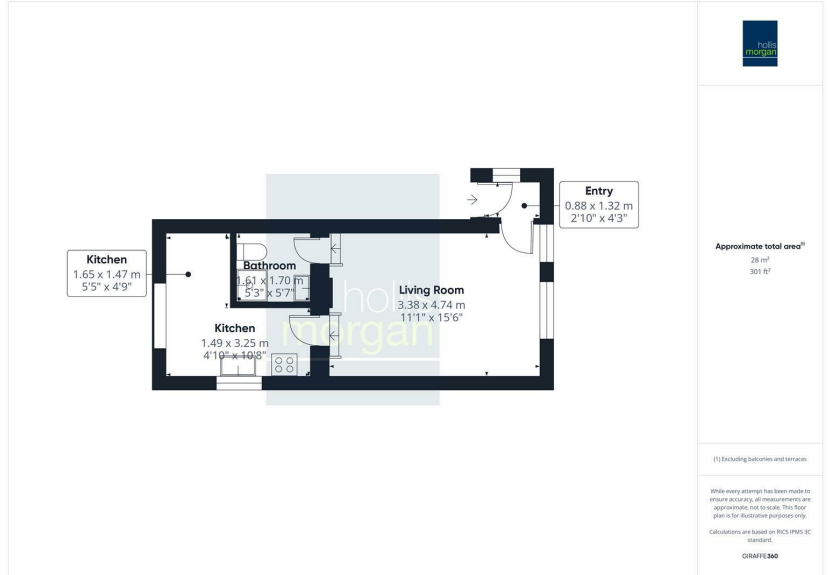 hollis
morgan
Entry
0.88 x 1.32 m
2'10" x 4'3"
Kitchen
1.65 x 1.47 m
5'5" x 4'9"
Bathroom
1.61 x 1.70 m
5'3" x 5'7"
Living Room
3.38 x 4.74 m
11'1" x 15'6"
Kitchen
1.49 x 3.25 m
4'10" x 10'8"
hollis
morgan
Approximate total area(1)
28 m²
301 ft²
(1) Excluding balconies and terraces
While every attempt has been made to
ensure accuracy, all measurements are
approximate, not to scale. This floor
plan is for illustrative purposes only.
Calculations are based on RICS IPMS 3C
standard.
GIRAFFE360